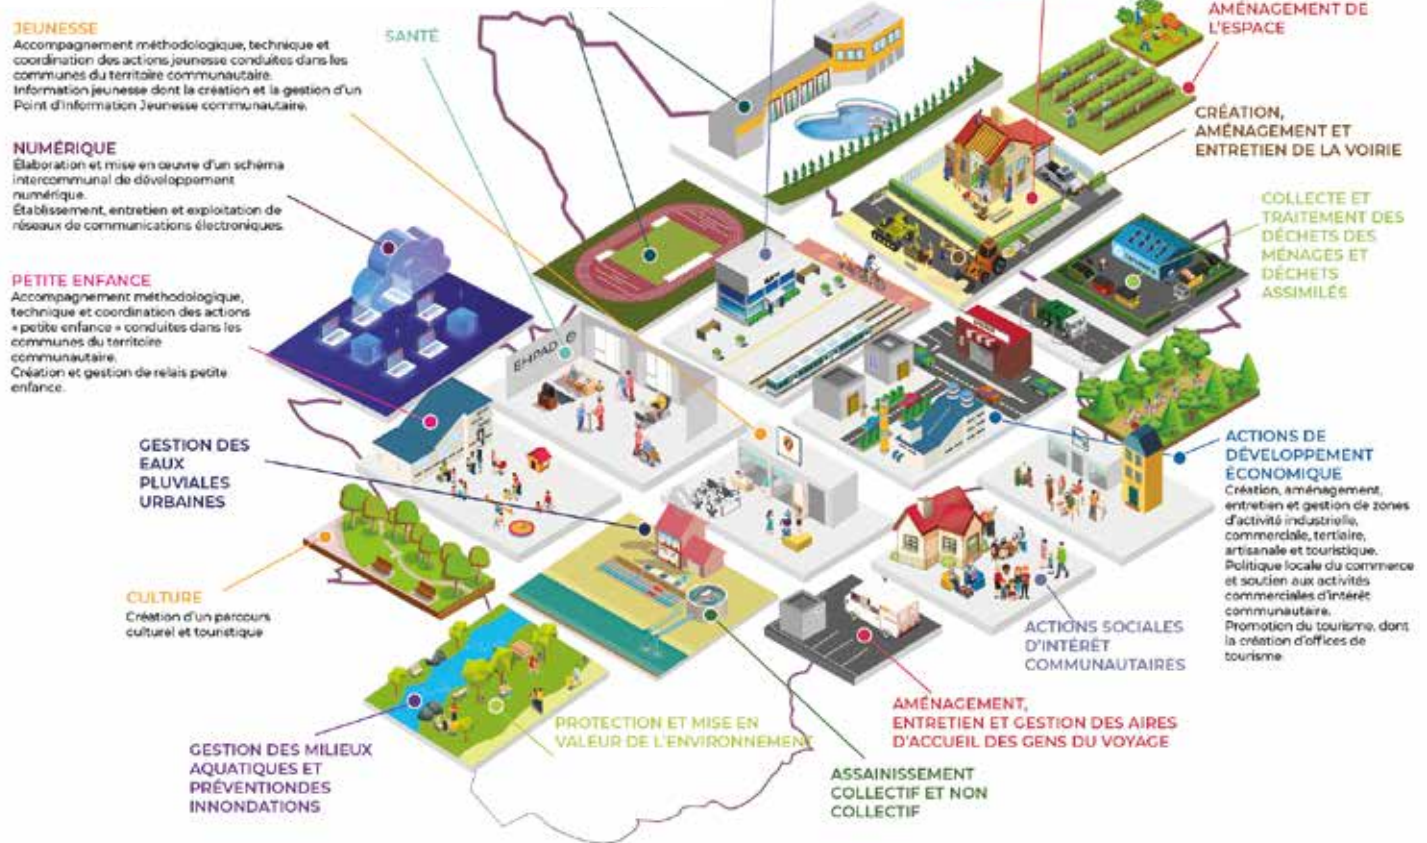 JEUNESSE
Accompagnement méthodologique, technique et
coordination des actions jeunesse conduites dans les
communes du territoire communautaire.
Information jeunesse dont la création et la gestion d'un
Point d'Information Jeunesse communautaire.
NUMÉRIQUE
Élaboration et mise en œuvre d'un schéma
intercommunal de développement
numérique.
Établissement, entretien et exploitation de
réseaux de communications électroniques.
PETITE ENFANCE
Accompagnement méthodologique,
technique et coordination des actions
« petite enfance » conduites dans les
communes du territoire
communautaire.
Création et gestion de relais petite
enfance.
SANTÉ
EHPAD
GESTION DES
EAUX
PLUVIALES
URBAINES
CULTURE
Création d'un parcours
culturel et touristique
GESTION DES MILIEUX
AQUATIQUES ET
PRÉVENTIONDES
INNONDATIONS
PROTECTION ET MISE EN
VALEUR DE L'ENVIRONNEMENT
ASSAINISSEMENT
COLLECTIF ET NON
COLLECTIF
AMÉNAGEMENT,
ENTRETIEN ET GESTION DES AIRES
D'ACCUEIL DES GENS DU VOYAGE
ACTIONS SOCIALES
D'INTÉRÊT
COMMUNAUTAIRES
AMÉNAGEMENT DE
L'ESPACE
CRÉATION,
AMÉNAGEMENT ET
ENTRETIEN DE LA VOIRIE
COLLECTE ET
TRAITEMENT DES
DÉCHETS DES
MÉNAGES ET
DÉCHETS
ASSIMILÉS
ACTIONS DE
DÉVELOPPEMENT
ÉCONOMIQUE
Création, aménagement,
entretien et gestion de zones
d'activité industrielle,
commerciale, tertiaire,
artisanale et touristique.
Politique locale du commerce
et soutien aux activités
commerciales d'intérêt
communautaire.
Promotion du tourisme, dont
la création d'offices de
tourisme